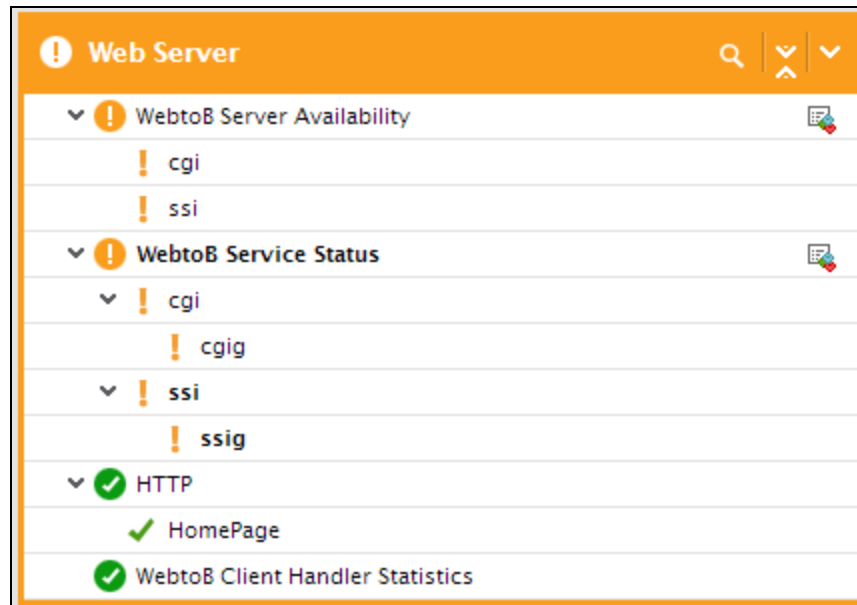 Web Server
WebtoB Server Availability
cgi
ssi
WebtoB Service Status
cgi
cgig
ssi
ssig
HTTP
HomePage
WebtoB Client Handler Statistics